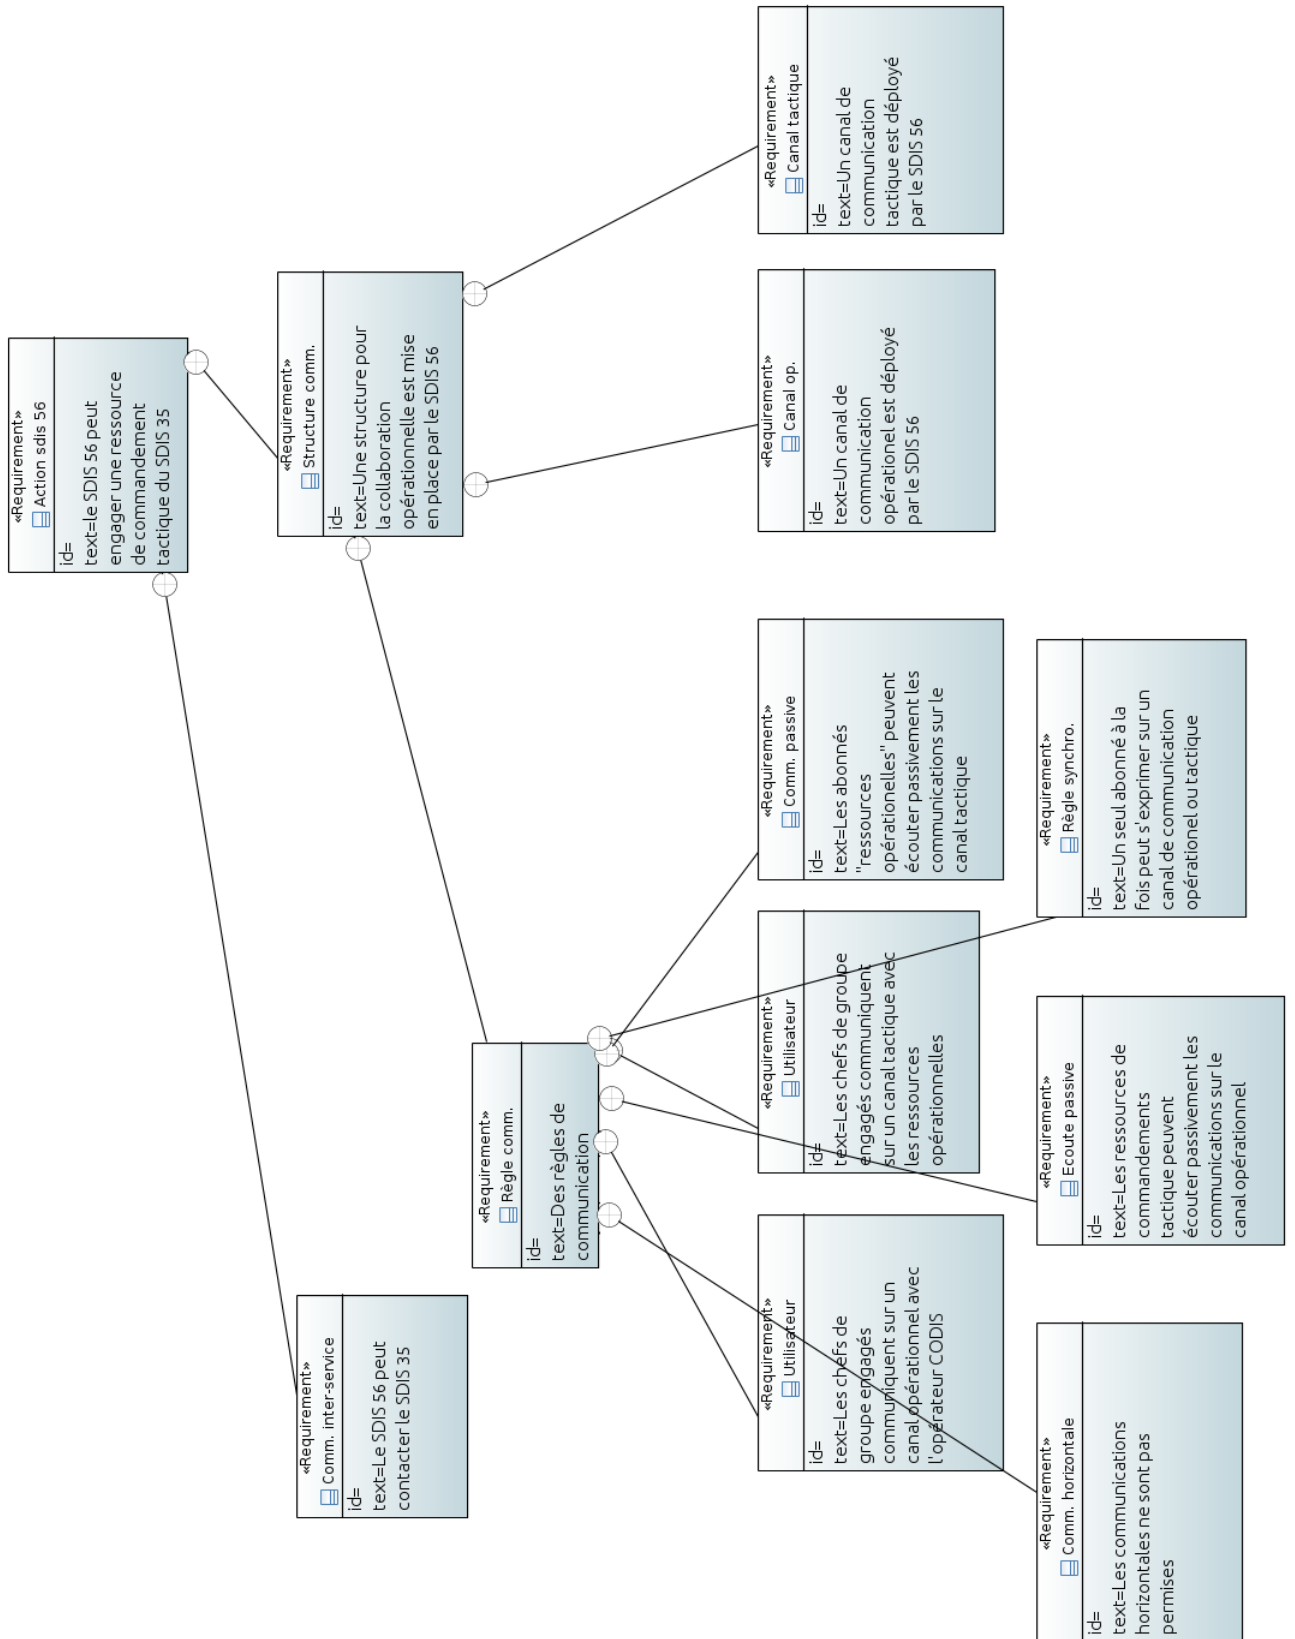 «Requirement»
Action sdis 56
id=
text=le SDIS 56 peut
engager une ressource
de commandement
tactique du SDIS 35
«Requirement»
Comm. inter-service
id=
text=Le SDIS 56 peut
contacter le SDIS 35
«Requirement»
Structure comm.
id=
text=Une structure pour
la collaboration
opérationnelle est mise
en place par le SDIS 56
«Requirement»
Règle comm.
id=
text=Des règles de
communication
«Requirement»
Utilisateur
id=
text=Les chefs de
groupe engagés
communiquent sur un
canal opérationnel avec
l'opérateur CODIS
«Requirement»
Utilisateur
id=
text=Les chefs de groupe
engagés communiquent
sur un canal tactique avec
les ressources
opérationnelles
«Requirement»
Comm. passive
id=
text=Les abonnés
"ressources
opérationelles" peuvent
écouter passivement les
communications sur le
canal tactique
«Requirement»
Canal op.
id=
text=Un canal de
communication
opérationel est déployé
par le SDIS 56
«Requirement»
Canal tactique
id=
text=Un canal de
communication
tactique est déployé
par le SDIS 56
«Requirement»
Comm. horizontale
id=
text=Les communications
horizontales ne sont pas
permises
«Requirement»
Ecoute passive
id=
text=Les ressources de
commandements
tactique peuvent
écouter passivement les
communications sur le
canal opérationnel
«Requirement»
Règle synchro.
id=
text=Un seul abonné à la
fois peut s'exprimer sur un
canal de communication
opérationel ou tactique